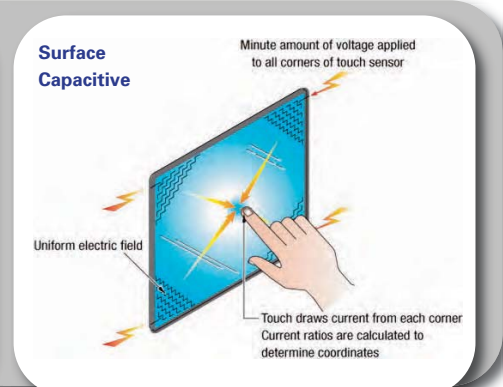 Surface
Capacitive
Minute amount of voltage applied
to all corners of touch sensor
Uniform electric field
Touch draws current from each corner
Current ratios are calculated to
determine coordinates